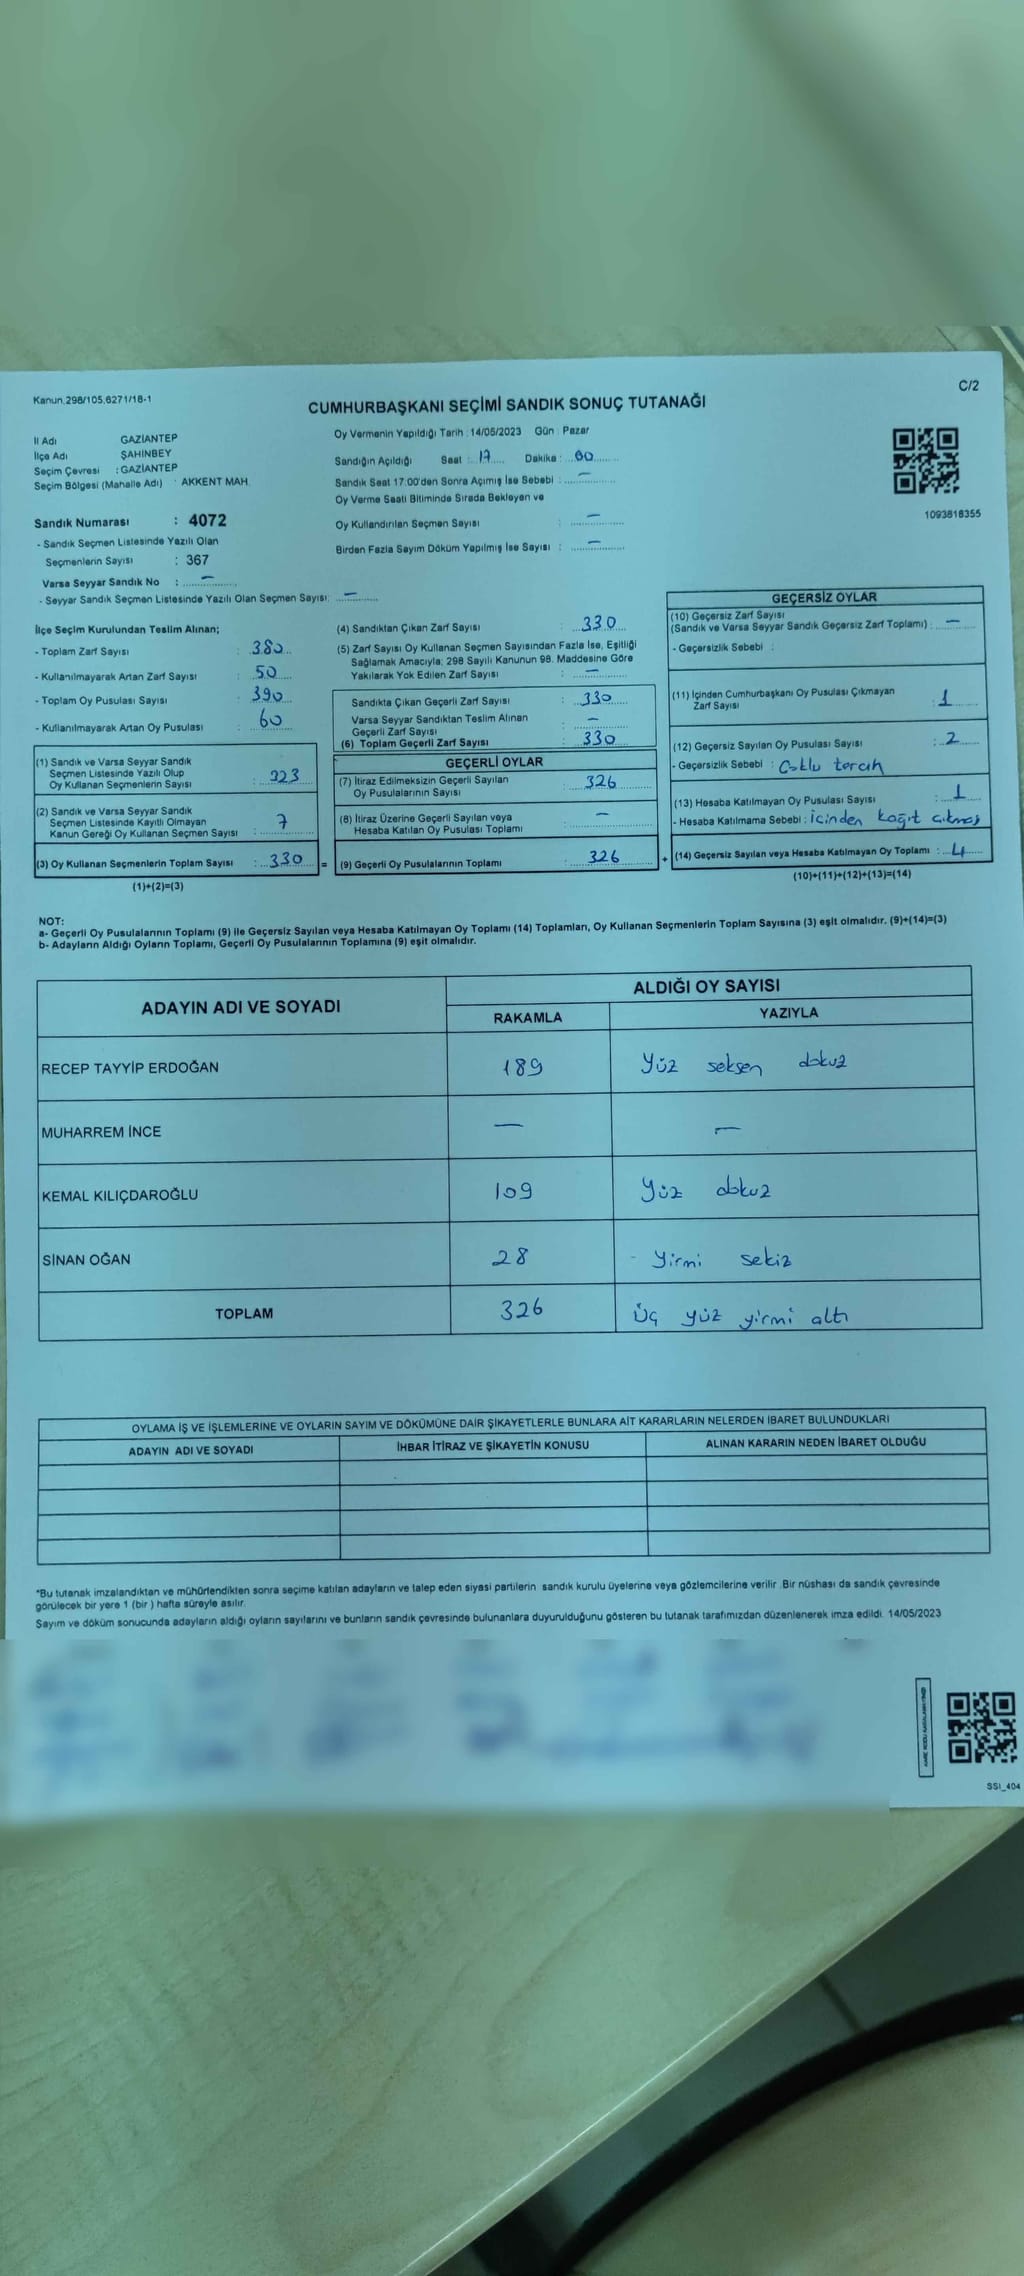 Kanun.298/105,6271/18-1
C/2
CUMHURBAŞKANI SEÇİMİ SANDIK SONUÇ TUTANAĞI
İl Adı GAZİANTEP
İlçe Adı ŞAHİNBEY
Seçim Çevresi : GAZİANTEP
Seçim Bölgesi (Mahalle Adı) : AKKENT MAH.
Sandık Numarası : 4072
- Sandık Seçmen Listesinde Yazılı Olan
Seçmenlerin Sayısı : 367
Varsa Seyyar Sandık No : —
- Seyyar Sandık Seçmen Listesinde Yazılı Olan Seçmen Sayısı: —
Oy Vermenin Yapıldığı Tarih : 14/05/2023 Gün : Pazar
Sandığın Açıldığı Saat : 17 Dakika : 00
Sandık Saat 17:00'den Sonra Açımış İse Sebebi : —
Oy Verme Saati Bitiminde Sırada Bekleyen ve
Oy Kullandırılan Seçmen Sayısı : —
Birden Fazla Sayım Döküm Yapılmış İse Sayısı : —
1093818355
İlçe Seçim Kurulundan Teslim Alınan;
- Toplam Zarf Sayısı : 380
- Kullanılmayarak Artan Zarf Sayısı : 50
- Toplam Oy Pusulası Sayısı : 390
- Kullanılmayarak Artan Oy Pusulası : 60
(1) Sandık ve Varsa Seyyar Sandık
Seçmen Listesinde Yazılı Olup
Oy Kullanan Seçmenlerin Sayısı : 323
(2) Sandık ve Varsa Seyyar Sandık
Seçmen Listesinde Kayıtlı Olmayan
Kanun Gereği Oy Kullanan Seçmen Sayısı : 7
(3) Oy Kullanan Seçmenlerin Toplam Sayısı : 330 =
(1)+(2)=(3)
(4) Sandıktan Çıkan Zarf Sayısı : 330
(5) Zarf Sayısı Oy Kullanan Seçmen Sayısından Fazla İse, Eşitliği
Sağlamak Amacıyla; 298 Sayılı Kanunun 98. Maddesine Göre
Yakılarak Yok Edilen Zarf Sayısı : —
Sandıkta Çıkan Geçerli Zarf Sayısı : 330
Varsa Seyyar Sandıktan Teslim Alınan
Geçerli Zarf Sayısı : —
(6) Toplam Geçerli Zarf Sayısı : 330
GEÇERLİ OYLAR
(7) İtiraz Edilmeksizin Geçerli Sayılan
Oy Pusulalarının Sayısı : 326
(8) İtiraz Üzerine Geçerli Sayılan veya
Hesaba Katılan Oy Pusulası Toplamı : —
(9) Geçerli Oy Pusulalarının Toplamı : 326 +
GEÇERSİZ OYLAR
(10) Geçersiz Zarf Sayısı
(Sandık ve Varsa Seyyar Sandık Geçersiz Zarf Toplamı) : —
- Geçersizlik Sebebi :
(11) İçinden Cumhurbaşkanı Oy Pusulası Çıkmayan
Zarf Sayısı : 1
(12) Geçersiz Sayılan Oy Pusulası Sayısı : 2
- Geçersizlik Sebebi : Çoklu tercih
(13) Hesaba Katılmayan Oy Pusulası Sayısı : 1
- Hesaba Katılmama Sebebi : İçinden kağıt
(14) Geçersiz Sayılan veya Hesaba Katılmayan Oy Toplamı : 4
(10)+(11)+(12)+(13)=(14)
NOT:
a- Geçerli Oy Pusulalarının Toplamı (9) ile Geçersiz Sayılan veya Hesaba Katılmayan Oy Toplamı (14) Toplamları, Oy Kullanan Seçmenlerin Toplam Sayısına (3) eşit olmalıdır. (9)+(14)=(3)
b- Adayların Aldığı Oyların Toplamı, Geçerli Oy Pusulalarının Toplamına (9) eşit olmalıdır.
ADAYIN ADI VE SOYADI ALDIĞI OY SAYISI
RAKAMLA YAZIYLA
RECEP TAYYİP ERDOĞAN 189 Yüz seksen dokuz
MUHARREM İNCE — —
KEMAL KILIÇDAROĞLU 109 Yüz dokuz
SİNAN OĞAN 28 - Yirmi sekiz
TOPLAM 326 Üç yüz yirmi altı
OYLAMA İŞ VE İŞLEMLERİNE VE OYLARIN SAYIM VE DÖKÜMÜNE DAİR ŞİKAYETLERLE BUNLARA AİT KARARLARIN NELERDEN İBARET BULUNDUKLARI
ADAYIN ADI VE SOYADI İHBAR İTİRAZ VE ŞİKAYETİN KONUSU ALINAN KARARIN NEDEN İBARET OLDUĞU
*Bu tutanak imzalandıktan ve mühürlendikten sonra seçime katılan adayların ve talep eden siyasi partilerin sandık kurulu üyelerine veya gözlemcilerine verilir .Bir nüshası da sandık çevresinde
görülecek bir yere 1 (bir ) hafta süreyle asılır.
Sayım ve döküm sonucunda adayların aldığı oyların sayılarını ve bunların sandık çevresinde bulunanlara duyurulduğunu gösteren bu tutanak tarafımızdan düzenlenerek imza edildi. 14/05/2023
SSI_404